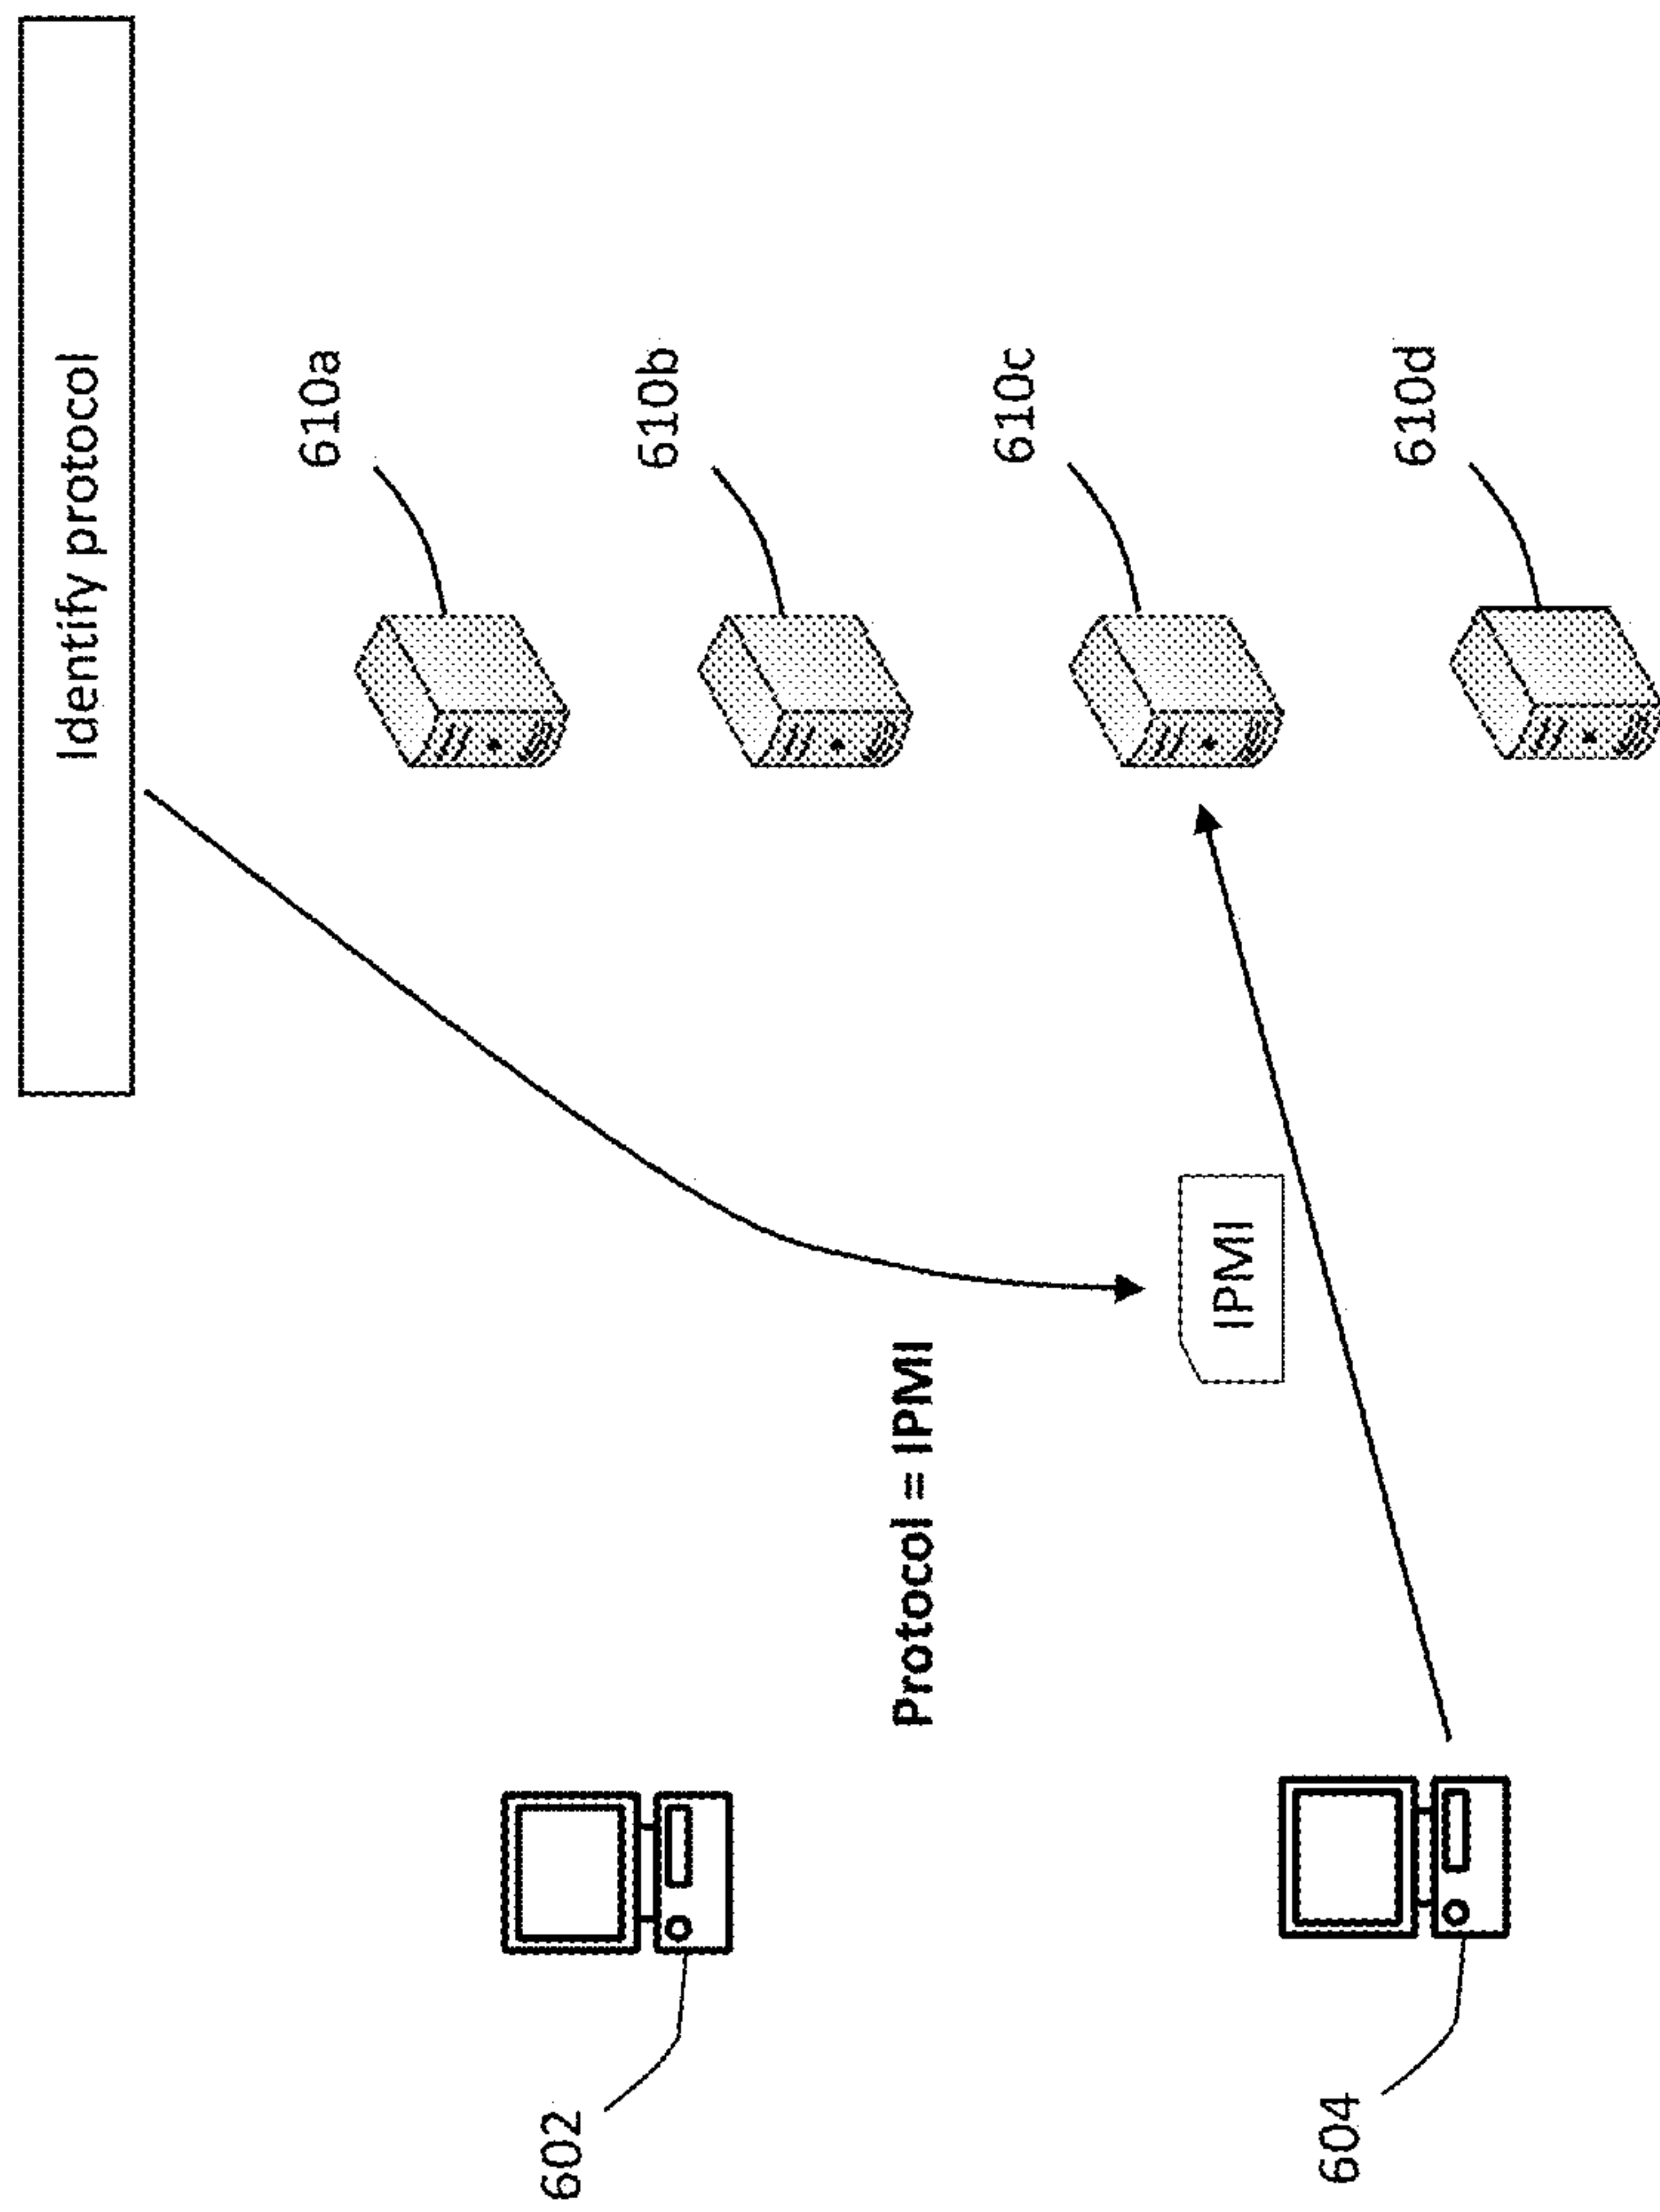 Identify protocol
610a
610b
Protocol = IPMI
602
610c
IPMI
604
610d